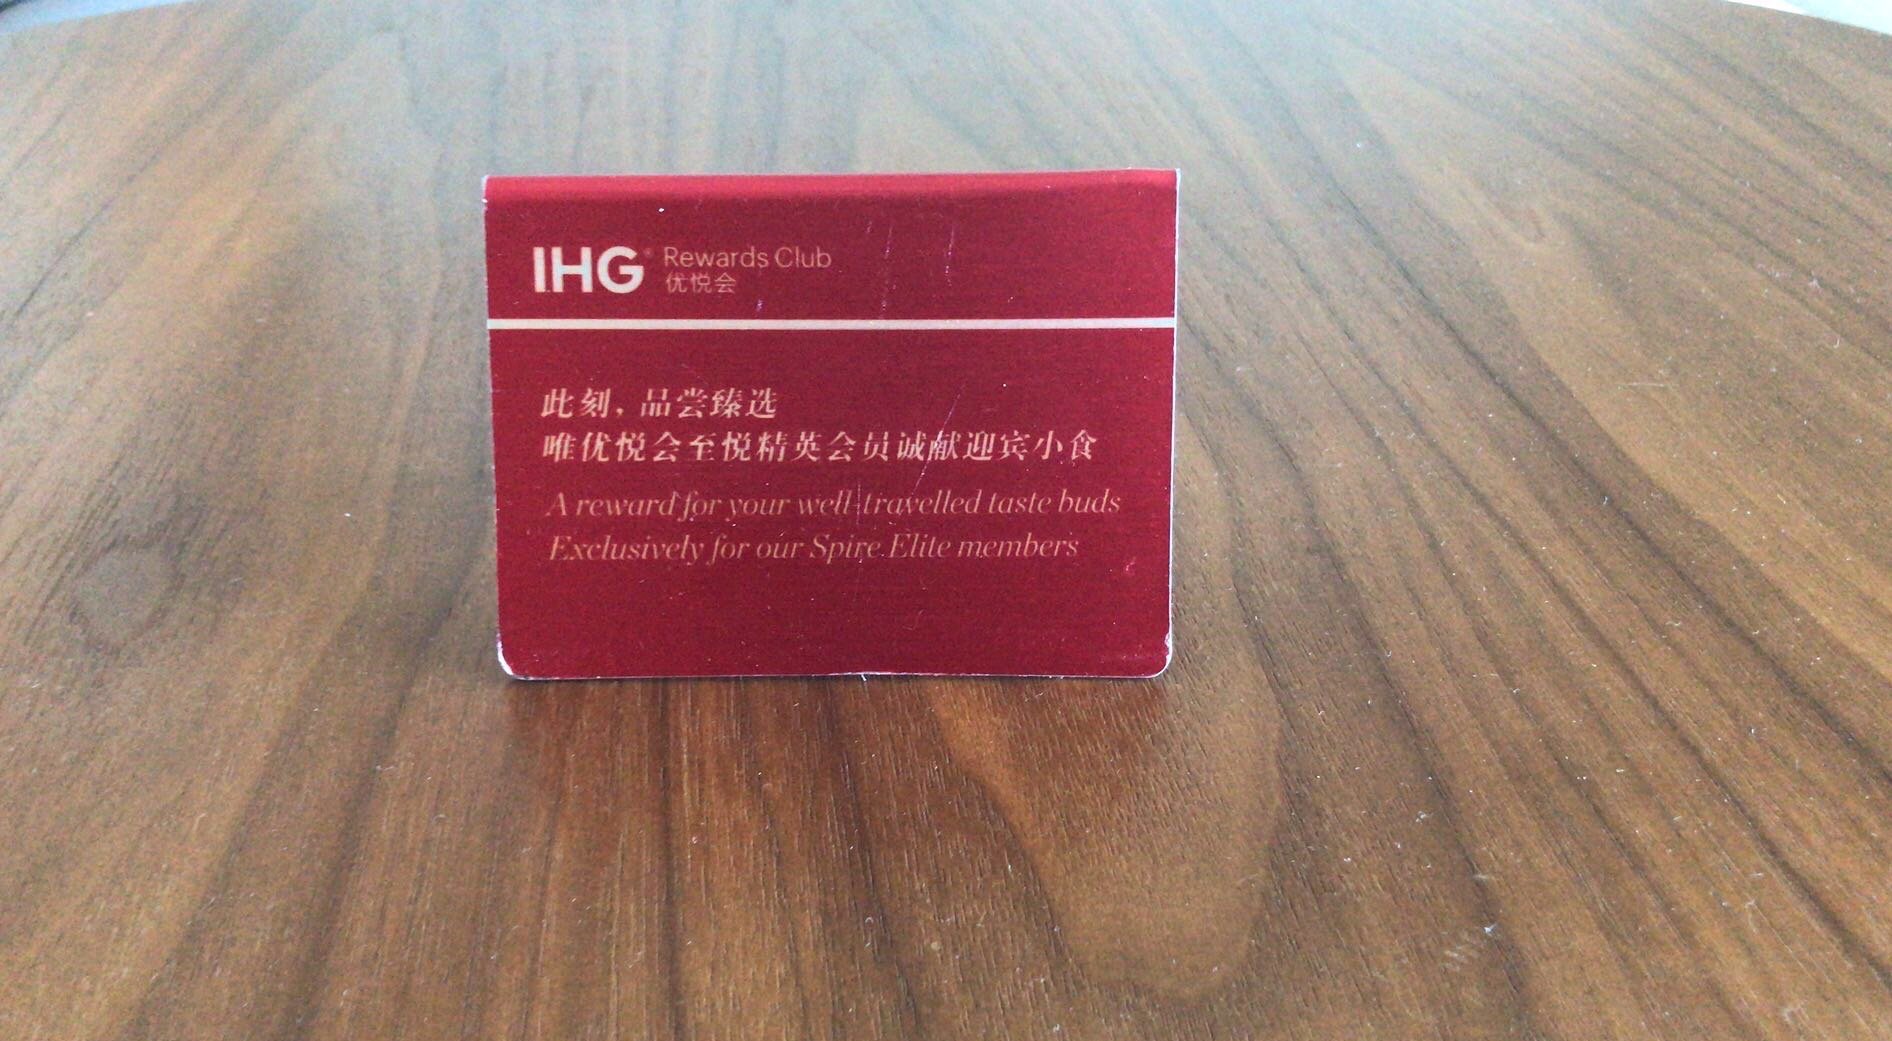 IHG® Rewards Club
优悦会
此刻，品尝臻选
唯优悦会至悦精英会员诚献迎宾小食
A reward for your well-travelled taste buds
Exclusively for our Spire Elite members